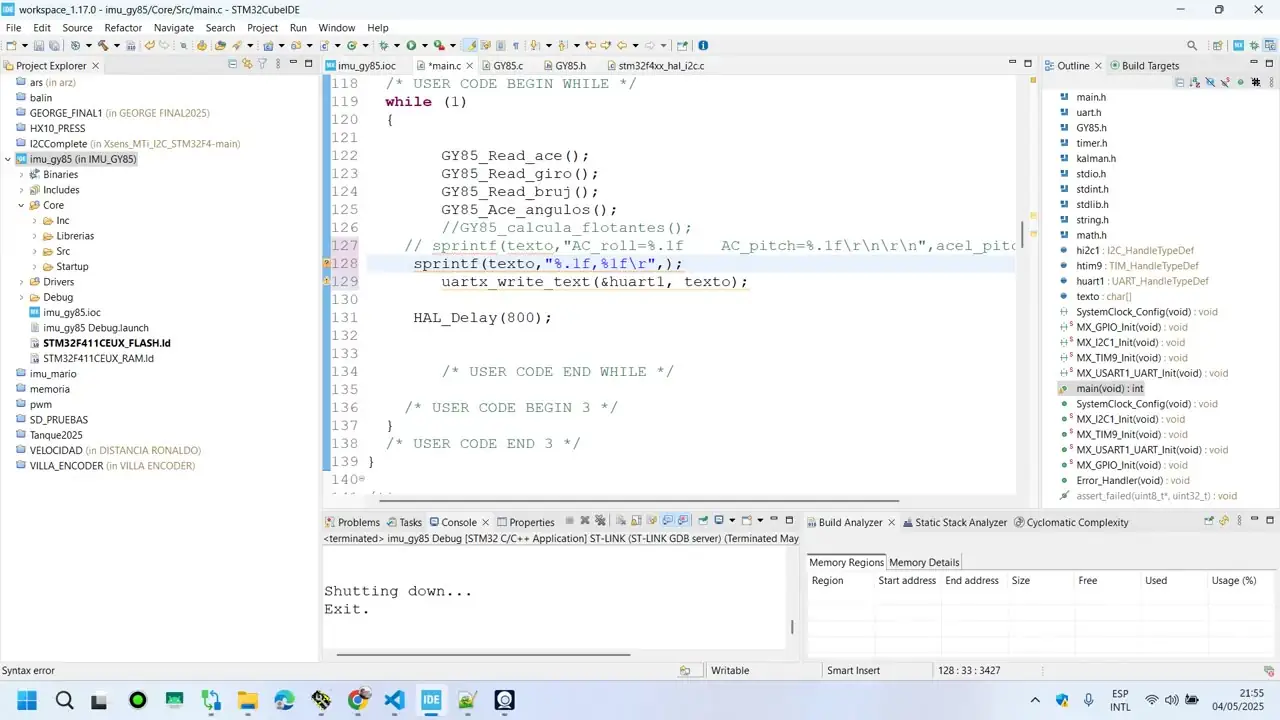 workspace_1.17.0 - imu_gy85/Core/Src/main.c - STM32CubeIDE
File Edit Source Refactor Navigate Search Project Run Window Help
Project Explorer
ars (in arz)
balin
GEORGE_FINAL1 (in GEORGE FINAL2025)
HX10_PRESS
I2CComplete (in Xsens_MTi_I2C_STM32F4-main)
imu_gy85 (in IMU_GY85)
Binaries
Includes
Core
Inc
Librerias
Src
Startup
Drivers
Debug
imu_gy85.ioc
imu_gy85 Debug.launch
STM32F411CEUX_FLASH.ld
STM32F411CEUX_RAM.ld
imu_mario
memoria
pwm
SD_PRUEBAS
Tanque2025
VELOCIDAD (in DISTANCIA RONALDO)
VILLA_ENCODER (in VILLA ENCODER)
imu_gy85.ioc *main.c GY85.c GY85.h stm32f4xx_hal_i2c.c
118 /* USER CODE BEGIN WHILE */
119 while (1)
120 {
121
122 GY85_Read_ace();
123 GY85_Read_giro();
124 GY85_Read_bruj();
125 GY85_Ace_angulos();
126 //GY85_calcula_flotantes();
127 // sprintf(texto,"AC_roll=%.1f    AC_pitch=%.1f\r\n\r\n",acel_pitc
128 sprintf(texto,"%.1f,%1f\r",);
129 uartx_write_text(&huart1, texto);
130
131 HAL_Delay(800);
132
133
134 /* USER CODE END WHILE */
135
136 /* USER CODE BEGIN 3 */
137 }
138 /* USER CODE END 3 */
139 }
140
Outline Build Targets
main.h
uart.h
GY85.h
timer.h
kalman.h
stdio.h
stdint.h
stdlib.h
string.h
math.h
hi2c1 : I2C_HandleTypeDef
htim9 : TIM_HandleTypeDef
huart1 : UART_HandleTypeDef
texto : char[]
SystemClock_Config(void) : void
MX_GPIO_Init(void) : void
MX_I2C1_Init(void) : void
MX_TIM9_Init(void) : void
MX_USART1_UART_Init(void) : void
main(void) : int
SystemClock_Config(void) : void
MX_I2C1_Init(void) : void
MX_TIM9_Init(void) : void
MX_USART1_UART_Init(void) : void
MX_GPIO_Init(void) : void
Error_Handler(void) : void
assert_failed(uint8_t*, uint32_t) : void
Problems Tasks Console Properties
<terminated> imu_gy85 Debug [STM32 C/C++ Application] ST-LINK (ST-LINK GDB server) (Terminated May
Shutting down...
Exit.
Build Analyzer Static Stack Analyzer Cyclomatic Complexity
Memory Regions Memory Details
Region Start address End address Size Free Used Usage (%)
Syntax error Writable Smart Insert 128 : 33 : 3427
IDE
ESP
INTL
21:55
04/05/2025